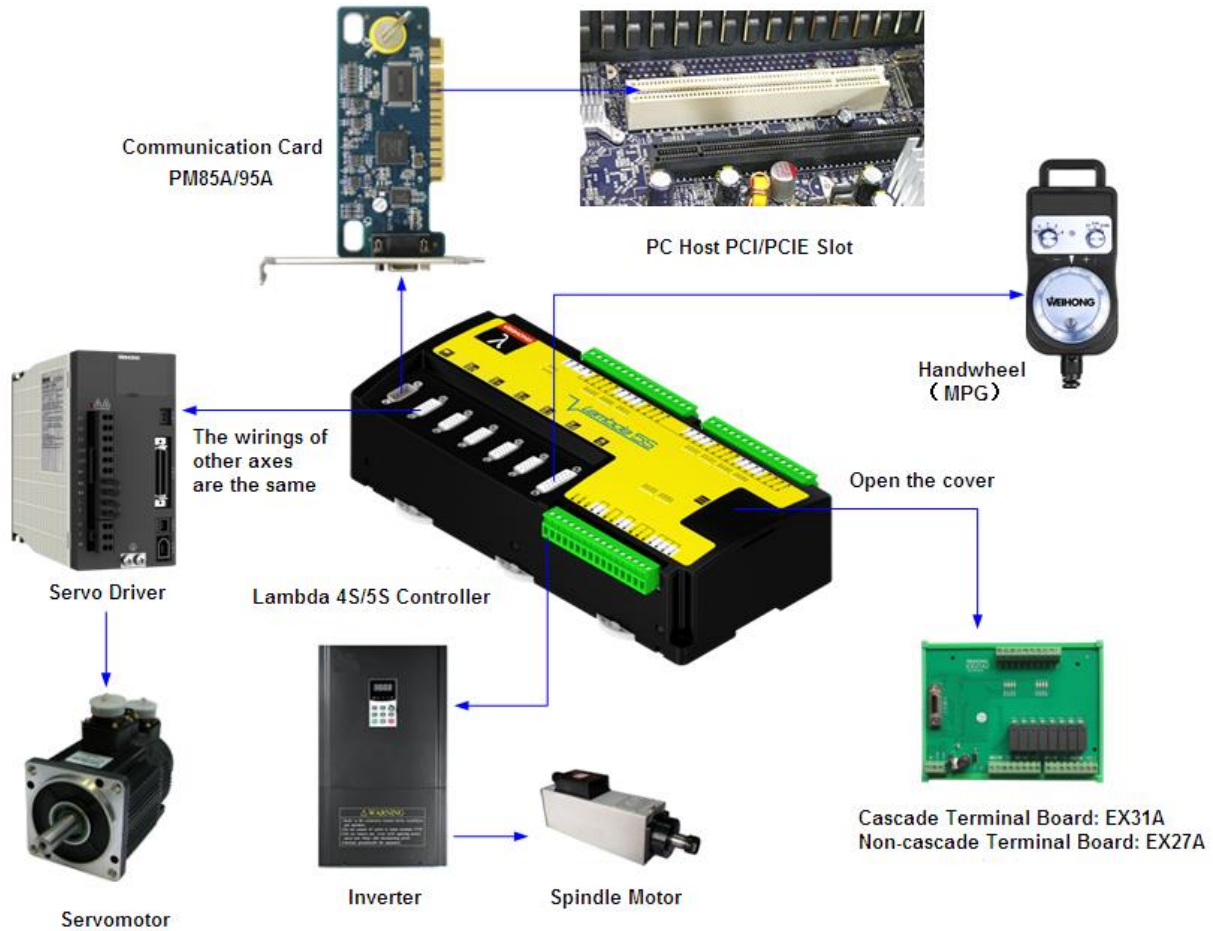 Communication Card
PM85A/95A
PC Host PCI/PCIE Slot
WEIHONG
Handwheel
（MPG）
The wirings of
other axes
are the same
Lambda 5S
Open the cover
Servo Driver
Lambda 4S/5S Controller
WARNING
Cascade Terminal Board: EX31A
Non-cascade Terminal Board: EX27A
Inverter
Spindle Motor
Servomotor